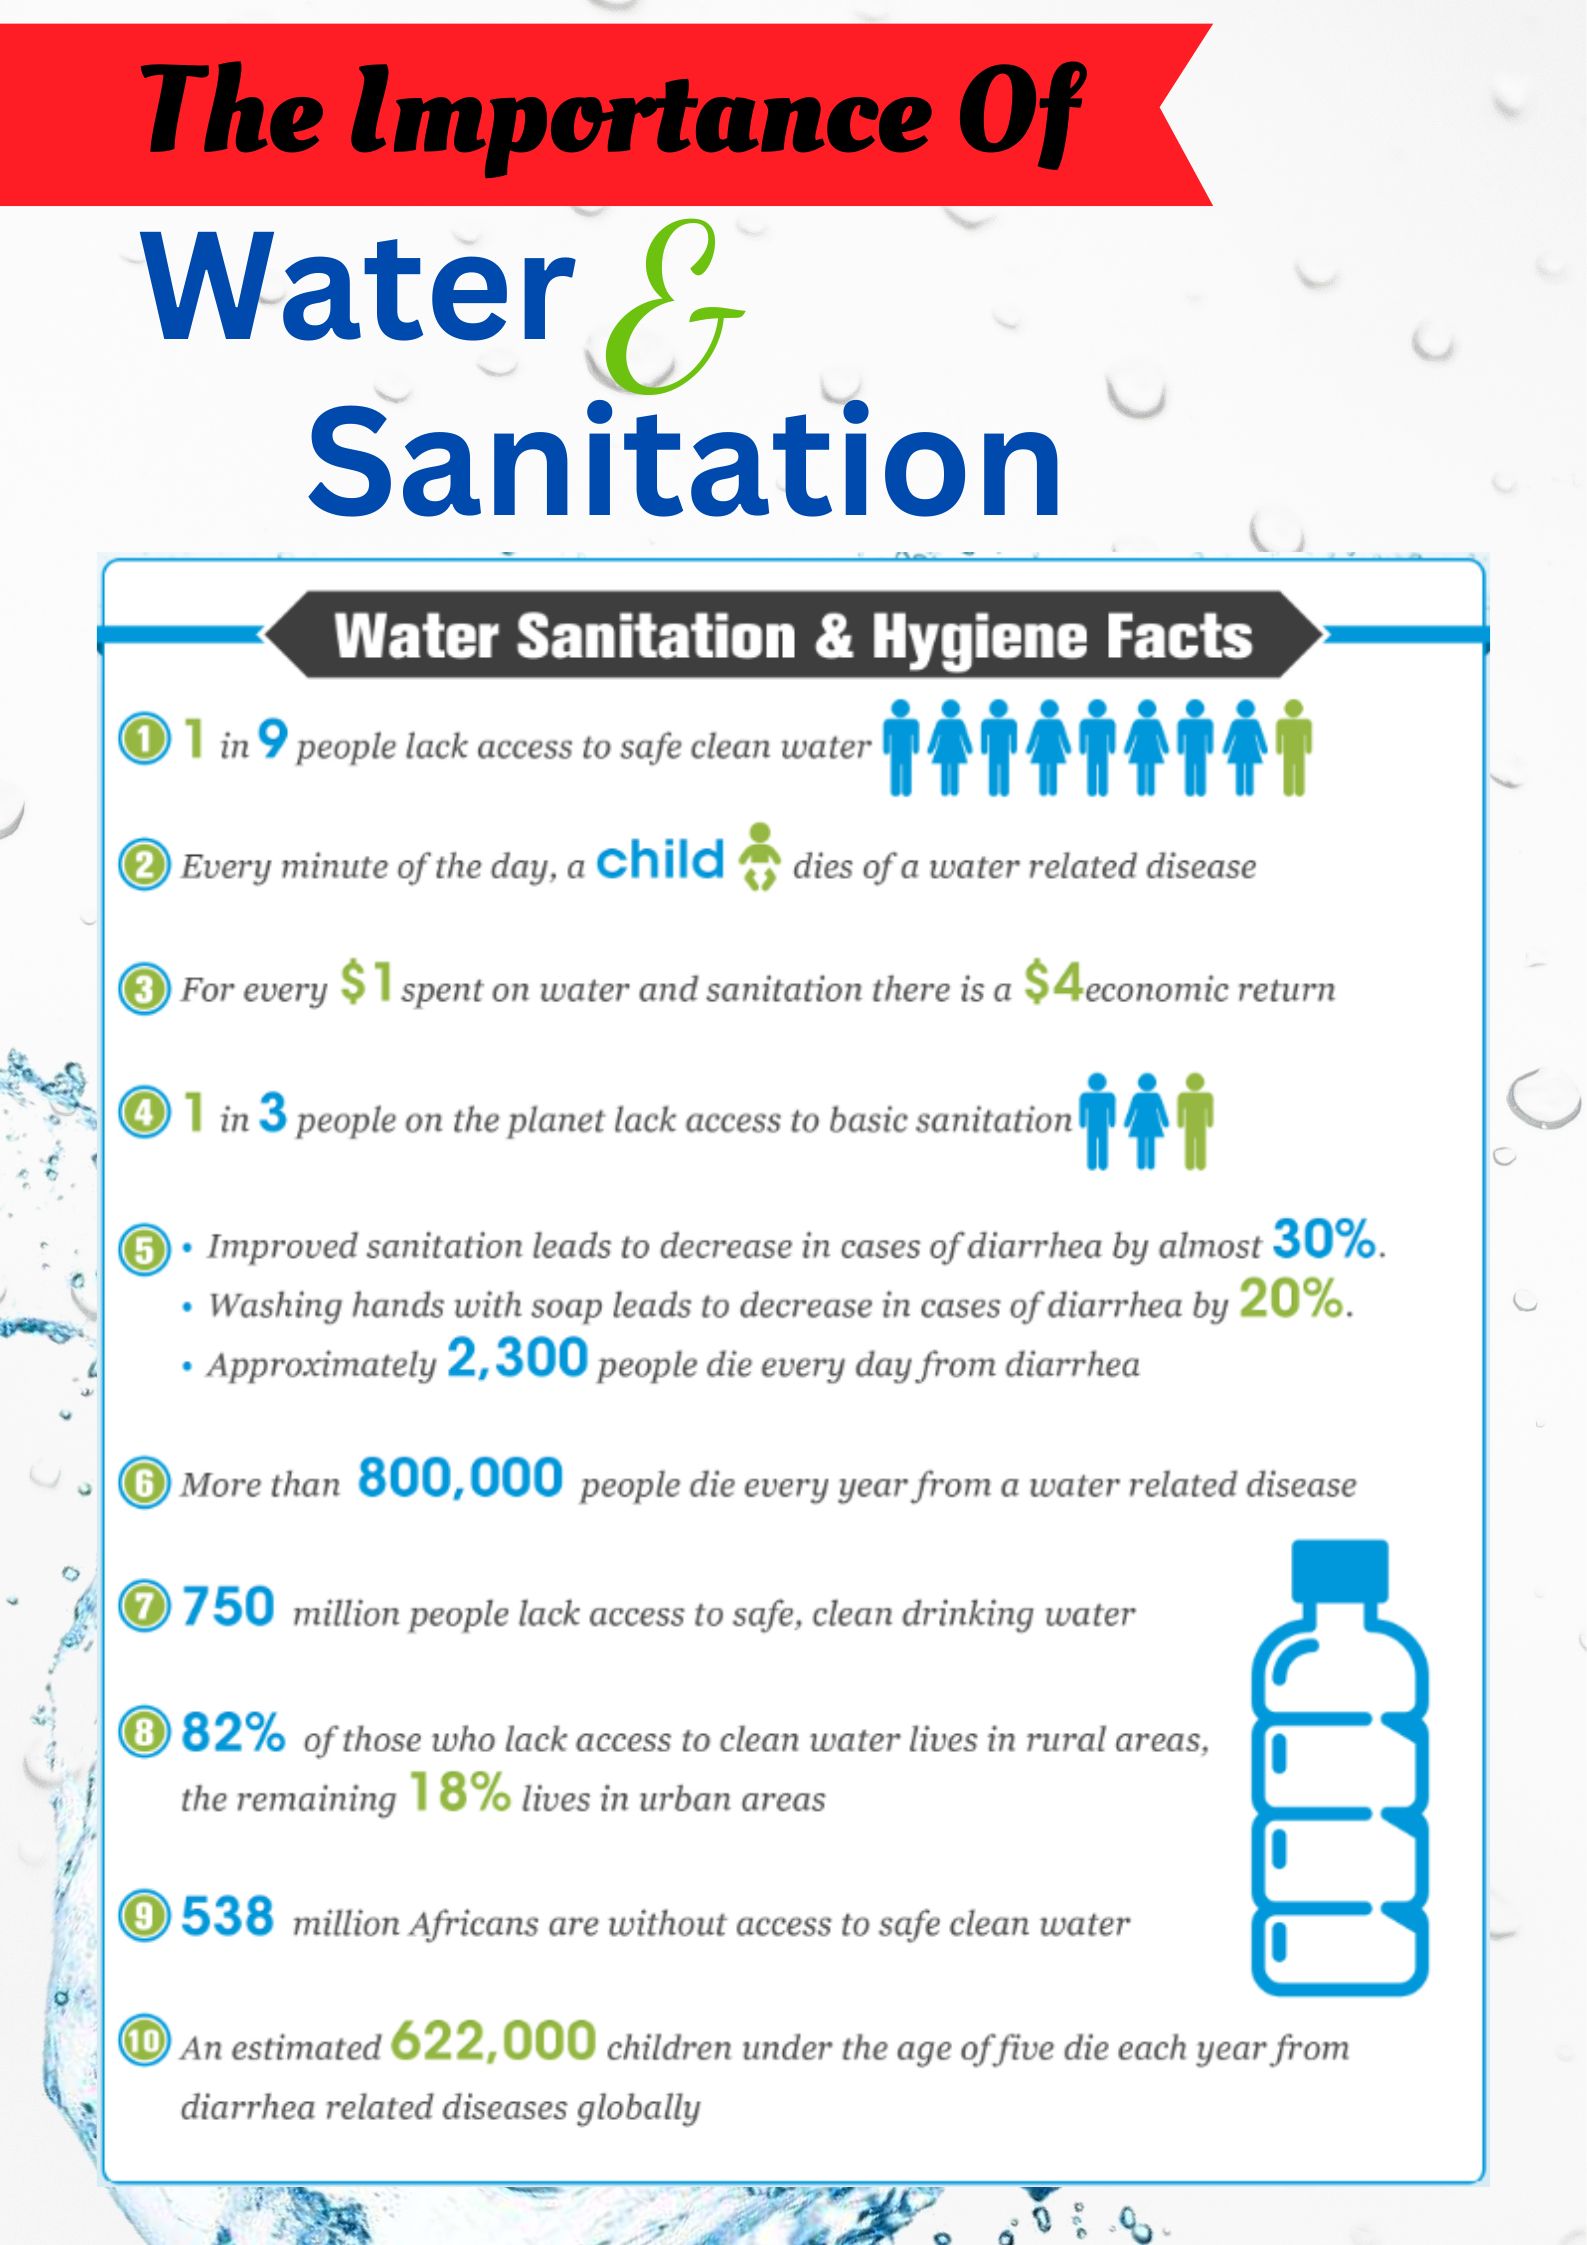 The Importance Of
Water &
Sanitation
Water Sanitation & Hygiene Facts
1 1 in 9 people lack access to safe clean water
2 Every minute of the day, a child dies of a water related disease
3 For every $1 spent on water and sanitation there is a $4 economic return
4 1 in 3 people on the planet lack access to basic sanitation
5 • Improved sanitation leads to decrease in cases of diarrhea by almost 30%.
• Washing hands with soap leads to decrease in cases of diarrhea by 20%.
• Approximately 2,300 people die every day from diarrhea
6 More than 800,000 people die every year from a water related disease
7 750 million people lack access to safe, clean drinking water
8 82% of those who lack access to clean water lives in rural areas,
the remaining 18% lives in urban areas
9 538 million Africans are without access to safe clean water
10 An estimated 622,000 children under the age of five die each year from
diarrhea related diseases globally